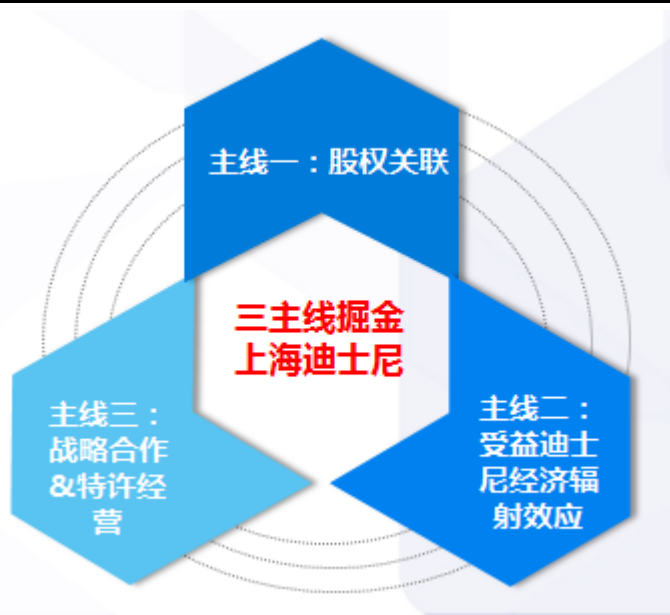 主线一：股权关联
三主线掘金
上海迪士尼
主线三：
战略合作
&特许经
营
主线二：
受益迪士
尼经济辐
射效应